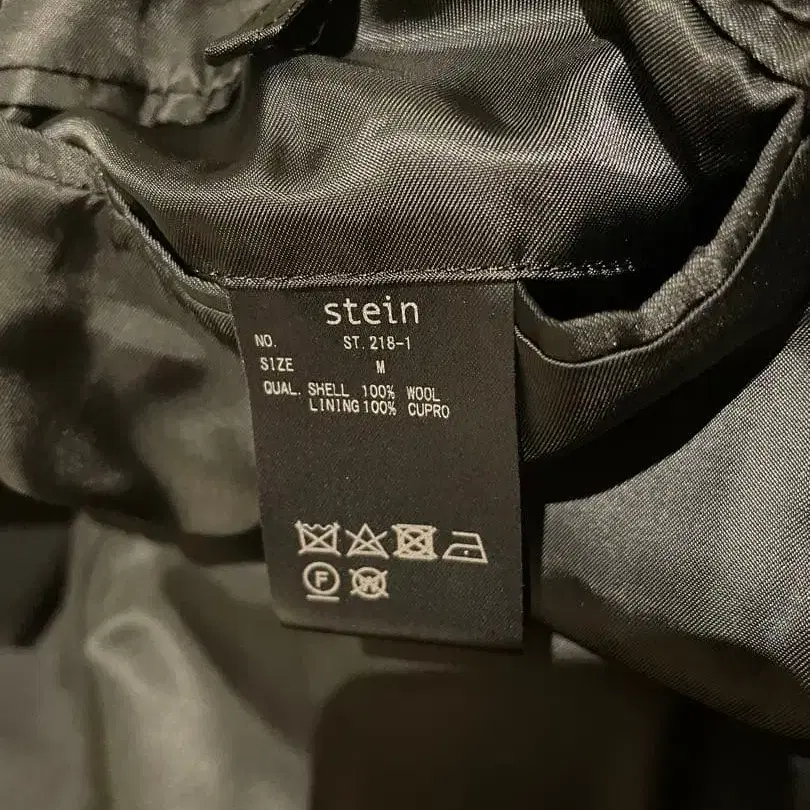 stein
NO. ST.218-1
SIZE M
QUAL. SHELL 100% WOOL
LINING 100% CUPRO
F W